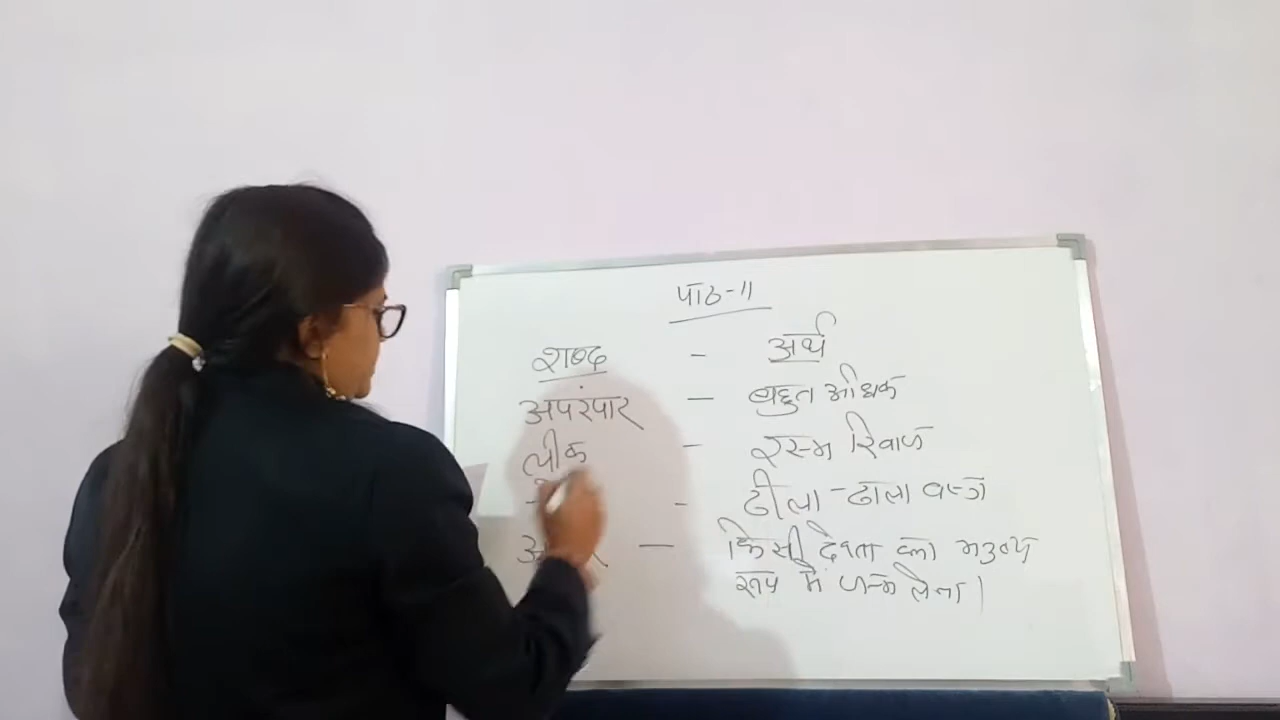 पाठ-11
शब्द - अर्थ
अपरंपार - बहुत अधिक
लीक - रस्म रिवाज
- ढीला-ढाला वस्त्र
- किसी देवता का मनुष्य
रूप में जन्म लेना।